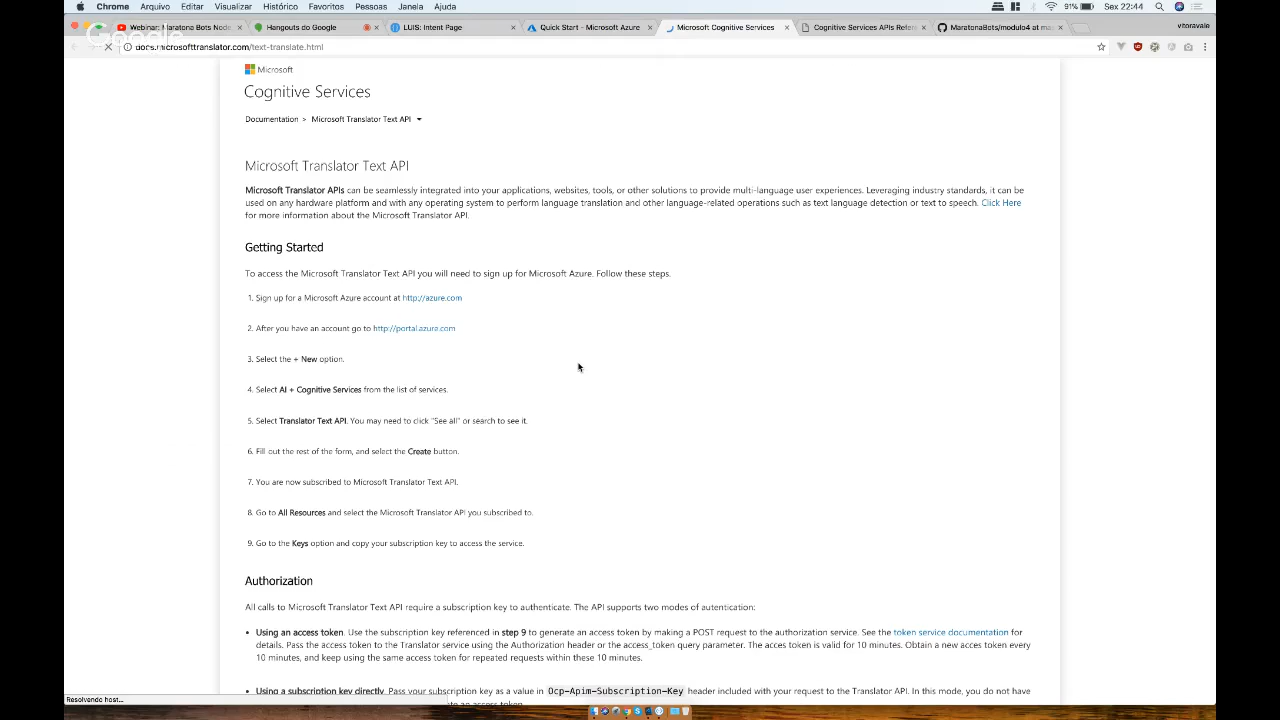 Chrome Arquivo Editar Visualizar Histórico Favoritos Pessoas Janela Ajuda 91% Sex 22:44
Webinar Maratona Bots Node Hangouts do Google LUIS: Intent Page Quick Start - Microsoft Azure Microsoft Cognitive Services Cognitive Services APIs Refere MaratonaBots/modulo4 at ma vitoravale
Google
docs.microsofttranslator.com/text-translate.html
Microsoft
Cognitive Services
Documentation > Microsoft Translator Text API
Microsoft Translator Text API
Microsoft Translator APIs can be seamlessly integrated into your applications, websites, tools, or other solutions to provide multi-language user experiences. Leveraging industry standards, it can be
used on any hardware platform and with any operating system to perform language translation and other language-related operations such as text language detection or text to speech. Click Here
for more information about the Microsoft Translator API.
Getting Started
To access the Microsoft Translator Text API you will need to sign up for Microsoft Azure. Follow these steps.
1. Sign up for a Microsoft Azure account at http://azure.com
2. After you have an account go to http://portal.azure.com
3. Select the + New option.
4. Select AI + Cognitive Services from the list of services.
5. Select Translator Text API. You may need to click "See all" or search to see it.
6. Fill out the rest of the form, and select the Create button.
7. You are now subscribed to Microsoft Translator Text API.
8. Go to All Resources and select the Microsoft Translator API you subscribed to.
9. Go to the Keys option and copy your subscription key to access the service.
Authorization
All calls to Microsoft Translator Text API require a subscription key to authenticate. The API supports two modes of autentication:
• Using an access token. Use the subscription key referenced in step 9 to generate an access token by making a POST request to the authorization service. See the token service documentation for
details. Pass the access token to the Translator service using the Authorization header or the access_token query parameter. The acces token is valid for 10 minutes. Obtain a new acces token every
10 minutes, and keep using the same access token for repeated requests within these 10 minutes.
• Using a subscription key directly. Pass your subscription key as a value in Ocp-Apim-Subscription-Key header included with your request to the Translator API. In this mode, you do not have
Resolvendo host... an access token.